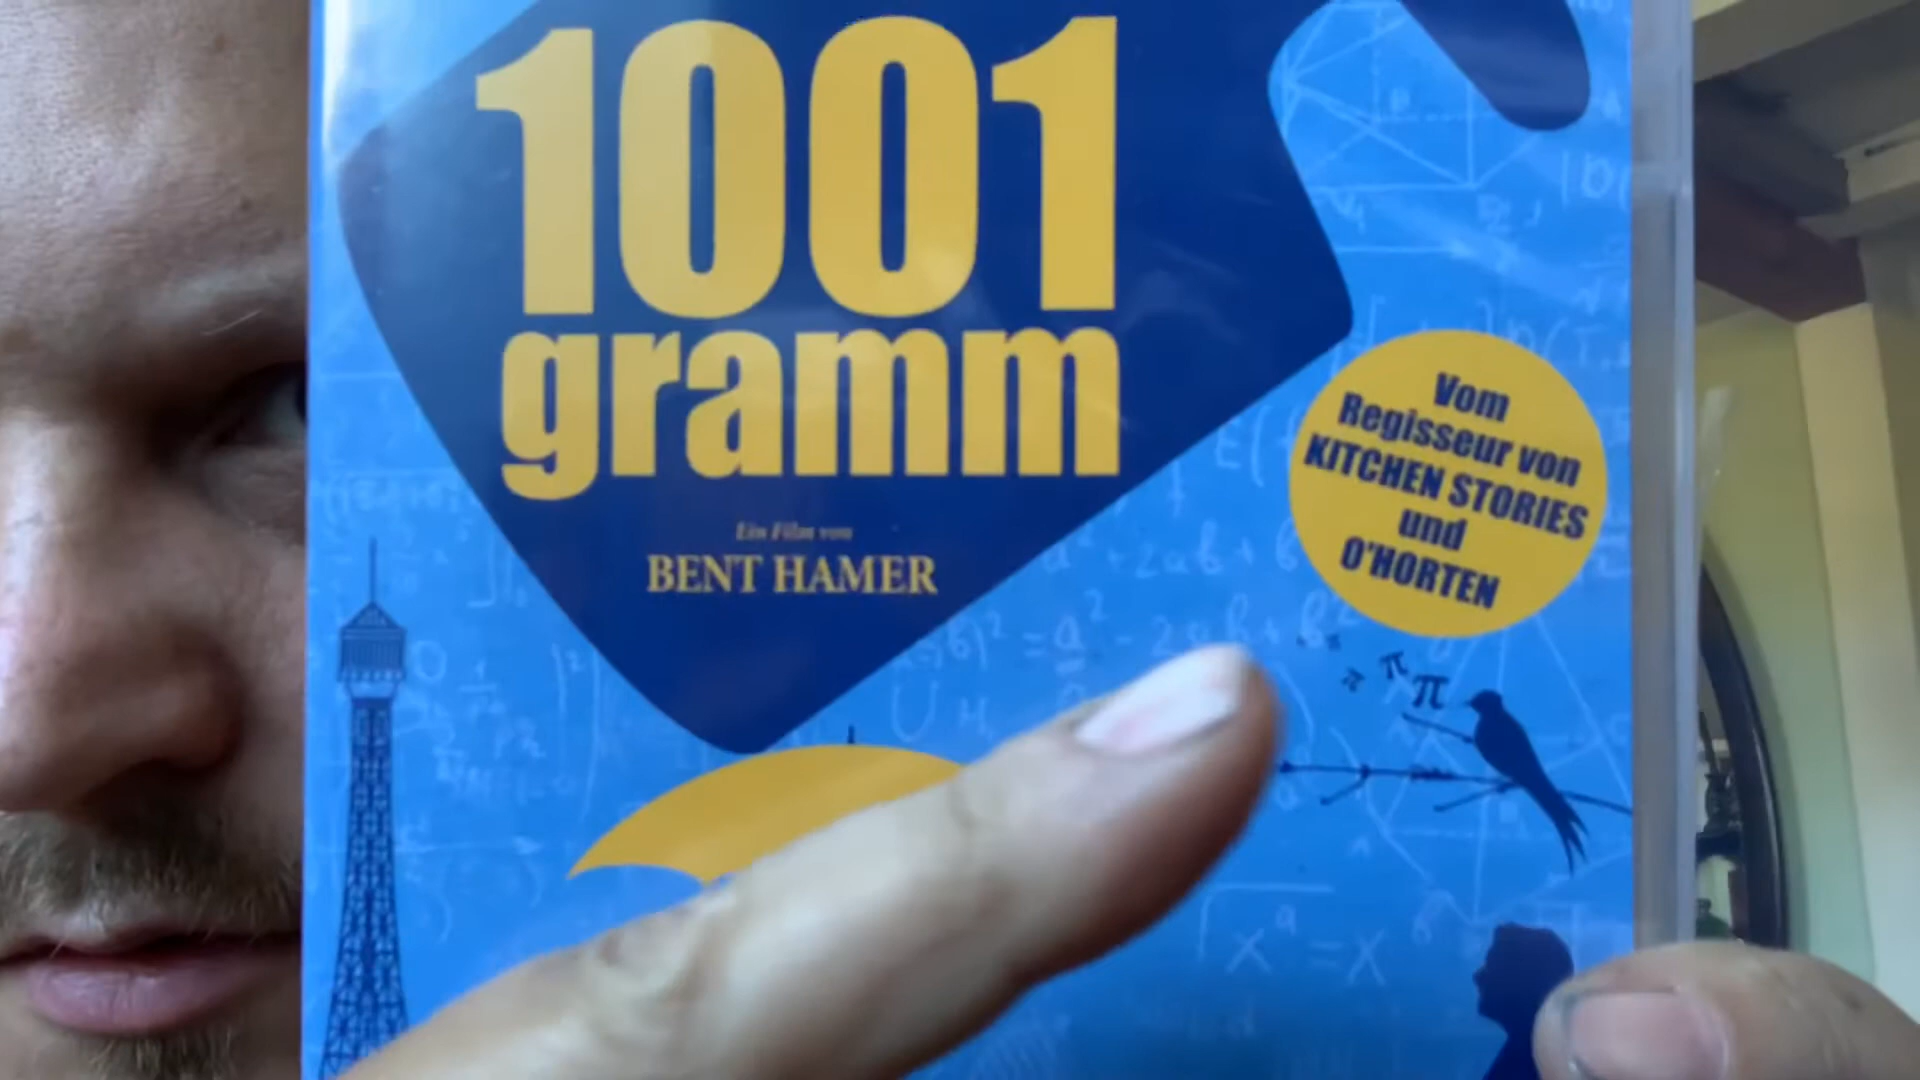 1001
gramm
Ein Film von
BENT HAMER
Vom
Regisseur von
KITCHEN STORIES
und
O'HORTEN
π π π